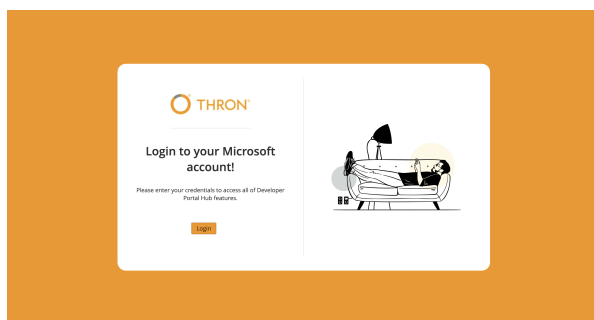 THRON
Login to your Microsoft
account!
Please enter your credentials to access all of Developer
Portal Hub features.
Login